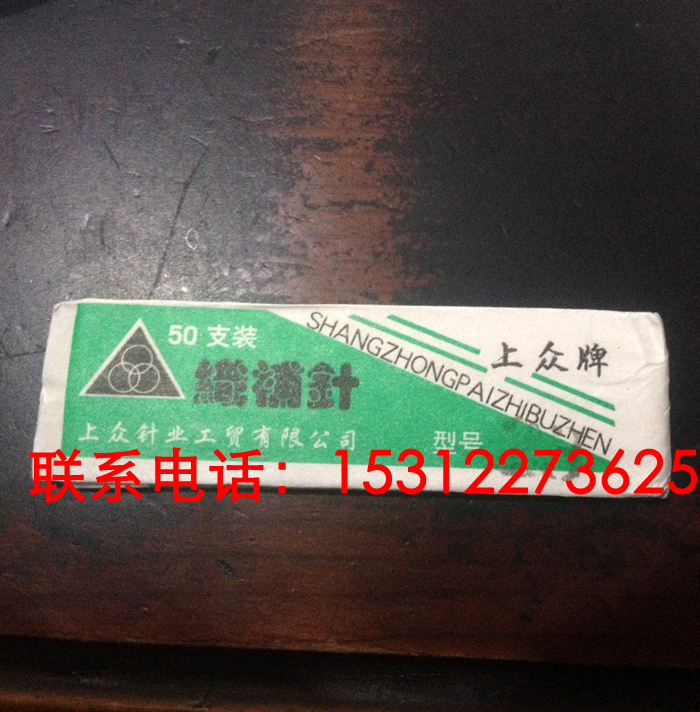 50 支装
織補針
上众针业工贸有限公司
型号
SHANGZHONGPAIZHIBUZHEN
上众牌
联系电话：15312273625